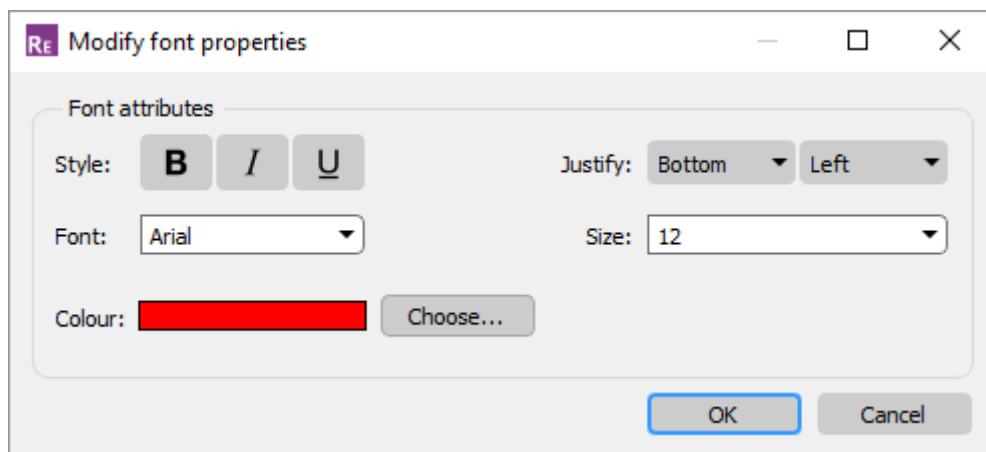 RE Modify font properties
Font attributes
Style: B I U Justify: Bottom Left
Font: Arial Size: 12
Colour: Choose...
OK Cancel